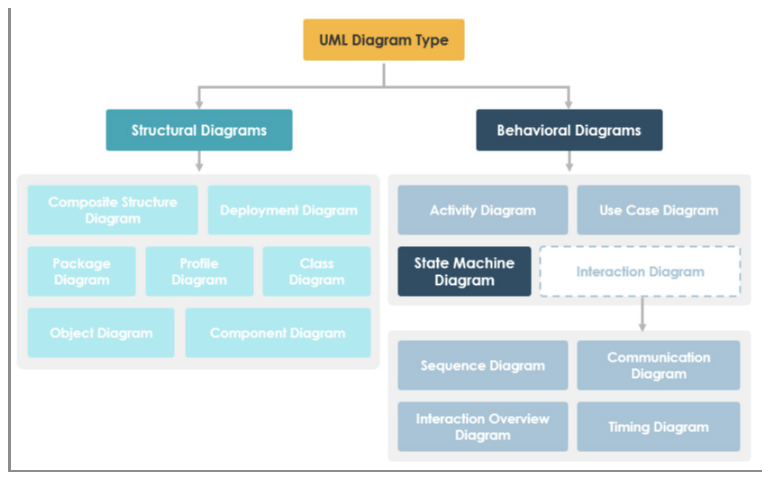 UML Diagram Type
Structural Diagrams
Behavioral Diagrams
Composite Structure
Diagram
Deployment Diagram
Package
Diagram
Profile
Diagram
Class
Diagram
Object Diagram
Component Diagram
Activity Diagram
Use Case Diagram
State Machine
Diagram
Interaction Diagram
Sequence Diagram
Communication
Diagram
Interaction Overview
Diagram
Timing Diagram